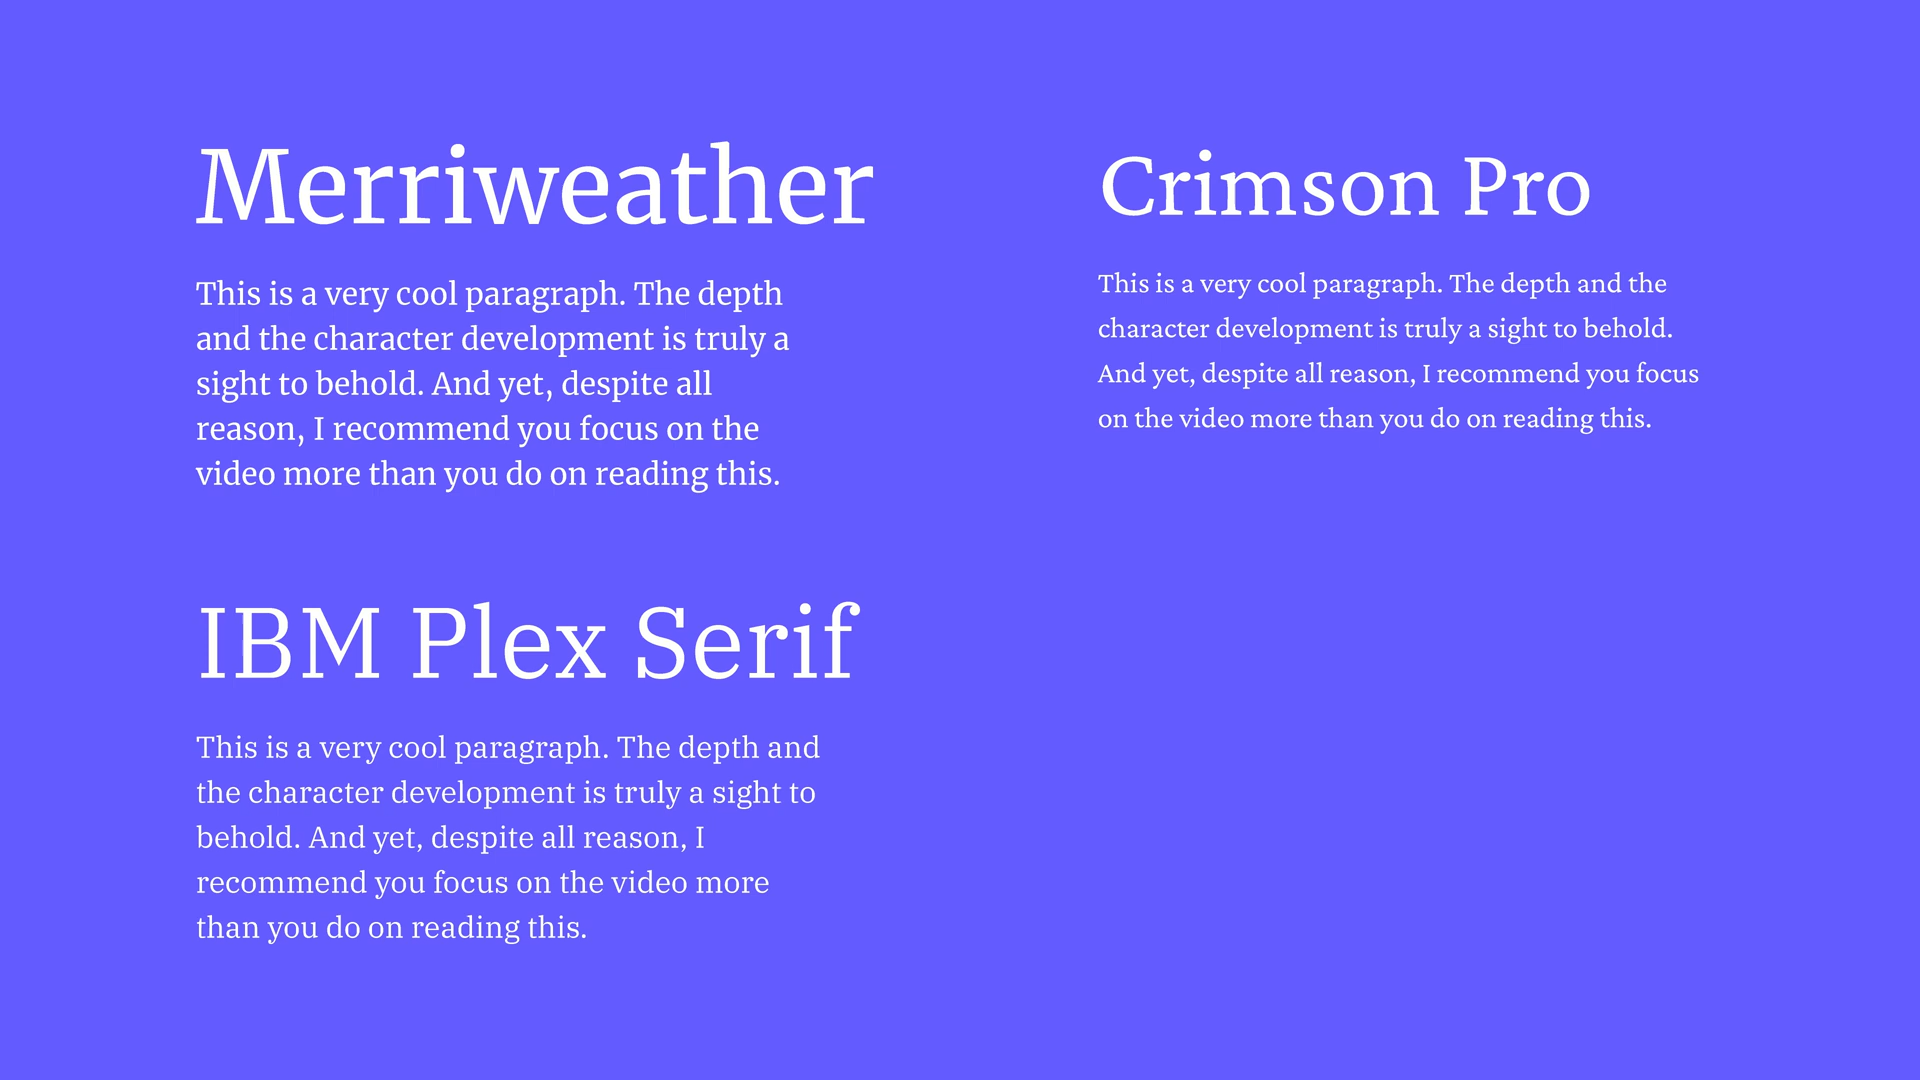 Merriweather
This is a very cool paragraph. The depth
and the character development is truly a
sight to behold. And yet, despite all
reason, I recommend you focus on the
video more than you do on reading this.
Crimson Pro
This is a very cool paragraph. The depth and the
character development is truly a sight to behold.
And yet, despite all reason, I recommend you focus
on the video more than you do on reading this.
IBM Plex Serif
This is a very cool paragraph. The depth and
the character development is truly a sight to
behold. And yet, despite all reason, I
recommend you focus on the video more
than you do on reading this.